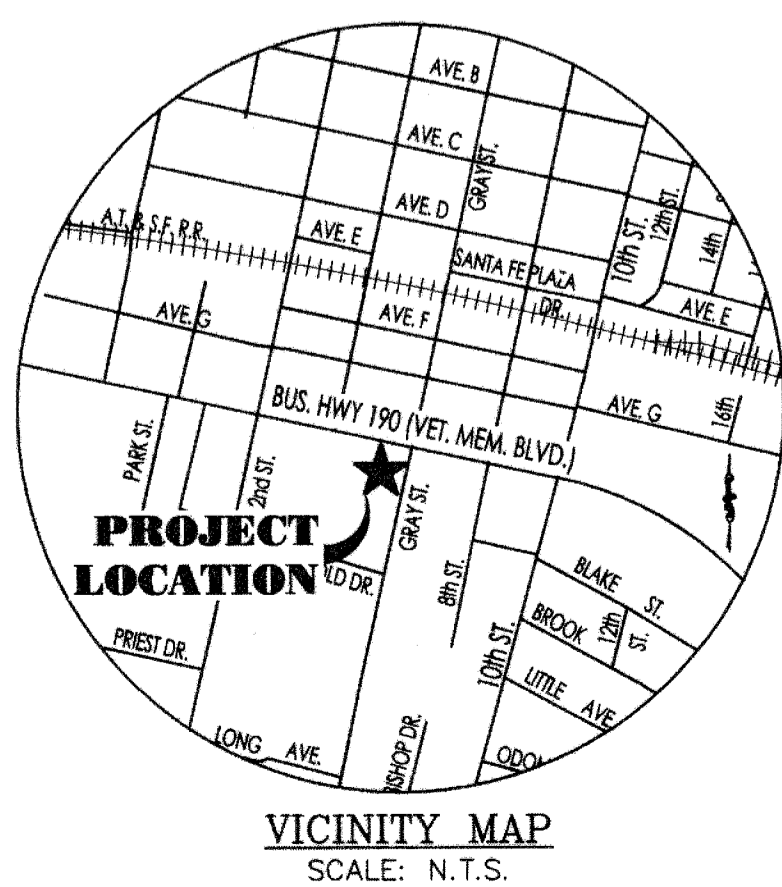 AVE. B
AVE. C
GRAY ST.
AVE. D
12th ST.
10th ST.
14th
A.T. & S.F. R.R.
AVE. E
SANTA FE PLAZA
DR.
AVE. E
AVE. G
AVE. F
AVE. G
16th
BUS. HWY 190 (VET. MEM. BLVD.)
PARK ST.
2nd ST.
GRAY ST.
PROJECT
LOCATION
8th ST.
BLAKE ST.
BROOK ST.
12th
PRIEST DR.
10th ST.
LITTLE AVE.
LONG AVE.
BISHOP DR.
VICINITY MAP
SCALE: N.T.S.